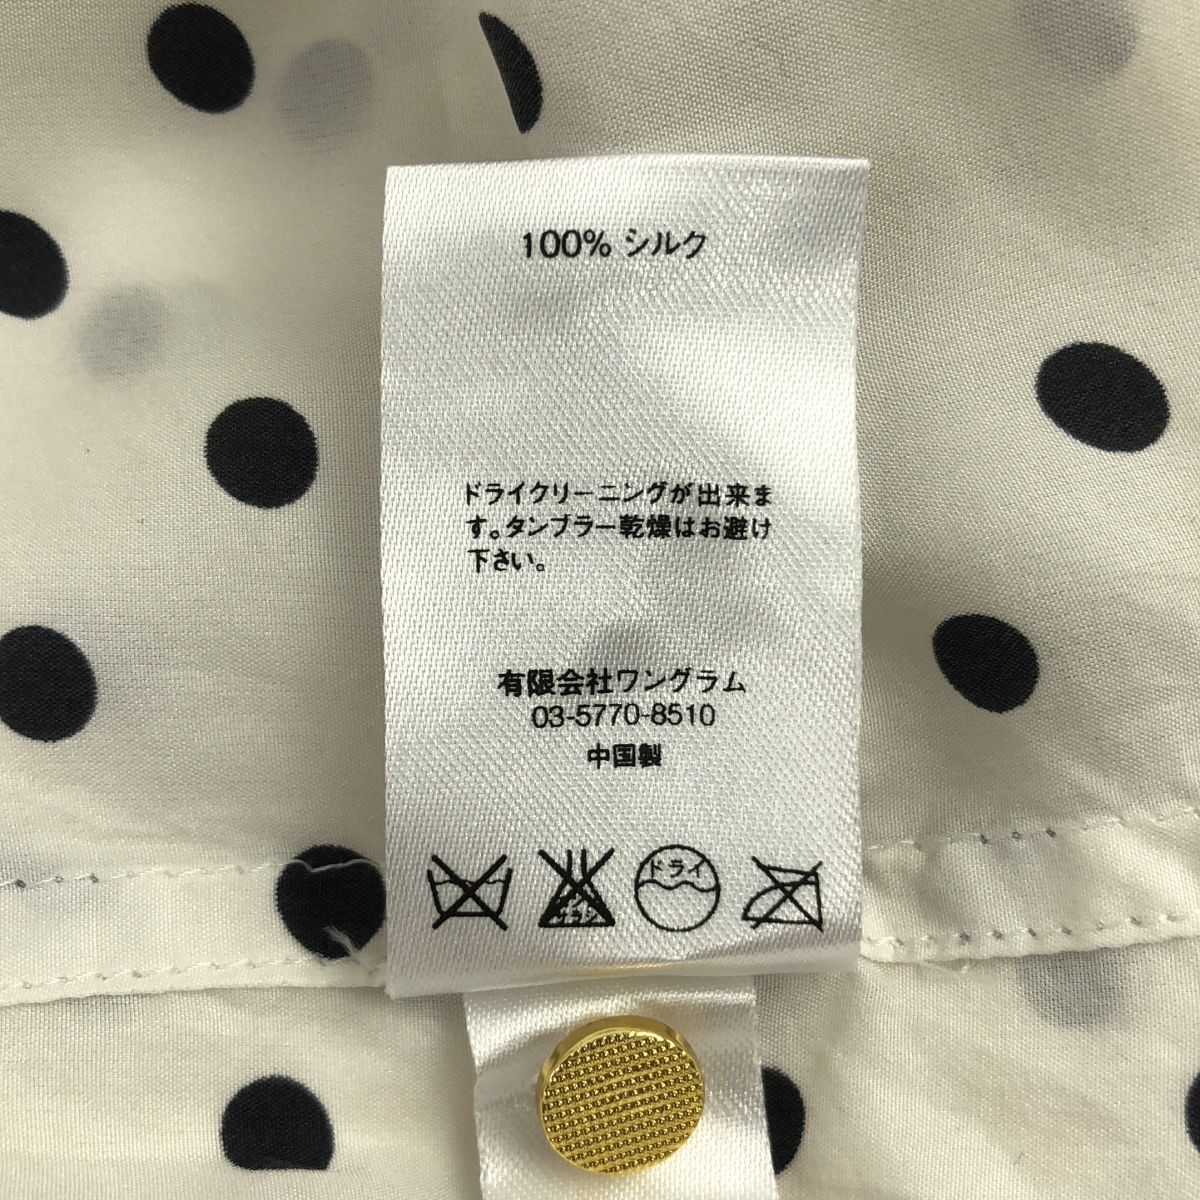 100% シルク
ドライクリーニングが出来ま
す。タンブラー乾燥はお避け
下さい。
有限会社ワングラム
03-5770-8510
中国製
ドライ